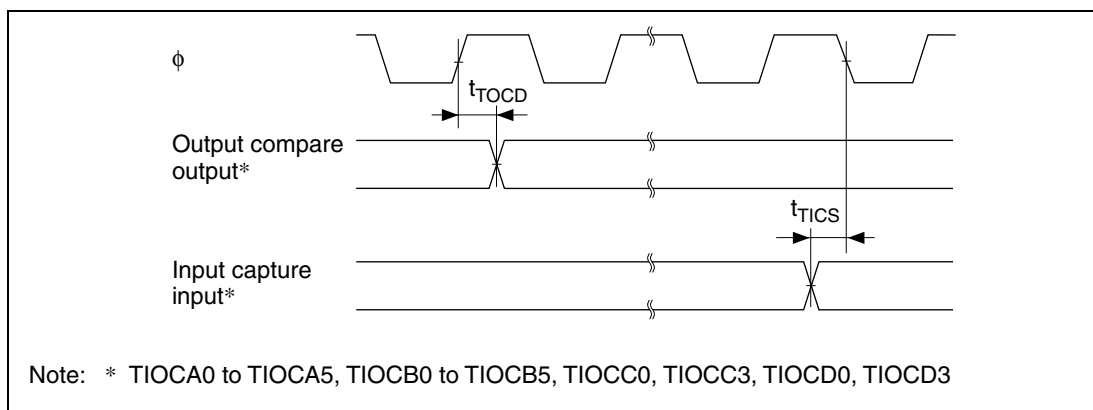 ϕ
tTOCD
Output compare
output*
tTICS
Input capture
input*
Note: * TIOCA0 to TIOCA5, TIOCB0 to TIOCB5, TIOCC0, TIOCC3, TIOCD0, TIOCD3